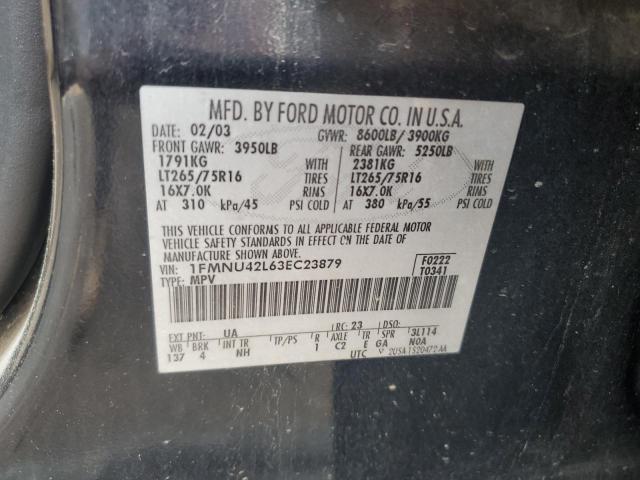 MFD. BY FORD MOTOR CO. IN U.S.A.
DATE: 02/03 GVWR: 8600LB/ 3900KG
FRONT GAWR: 3950LB REAR GAWR: 5250LB
1791KG WITH 2381KG WITH
LT265/75R16 TIRES LT265/75R16 TIRES
16X7.0K RIMS 16X7.0K RIMS
AT 310 kPa/45 PSI COLD AT 380 kPa/55 PSI COLD
THIS VEHICLE CONFORMS TO ALL APPLICABLE FEDERAL MOTOR
VEHICLE SAFETY STANDARDS IN EFFECT ON THE DATE OF
MANUFACTURE SHOWN ABOVE.
VIN: 1FMNU42L63EC23879 F0222
TYPE: MPV T0341
EXT PNT: UA RC: 23 DSO:
WB BRK INT TR TP/PS R AXLE TR SPR 3L114
137 4 NH 1 C2 E GA N0A
UTC